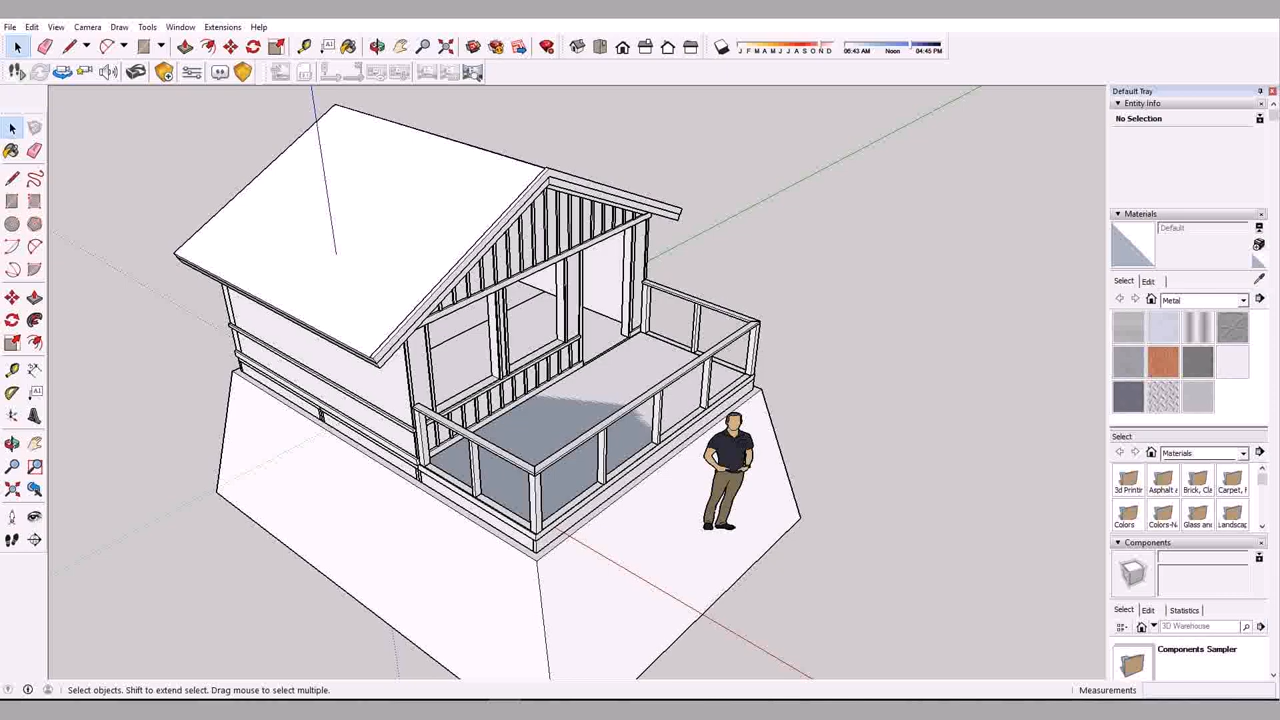 File Edit View Camera Draw Tools Window Extensions Help
J F M A M J J A S O N D
06:43 AM Noon 04:45 PM
Default Tray
Entity Info
No Selection
Materials
Default
Select Edit
Metal
Select
Materials
3d Printi Asphalt a Brick, Cl Carpet, F
Colors Colors-N Glass and Landscap
Components
Select Edit Statistics
3D Warehouse
Components Sampler
Select objects. Shift to extend select. Drag mouse to select multiple.
Measurements